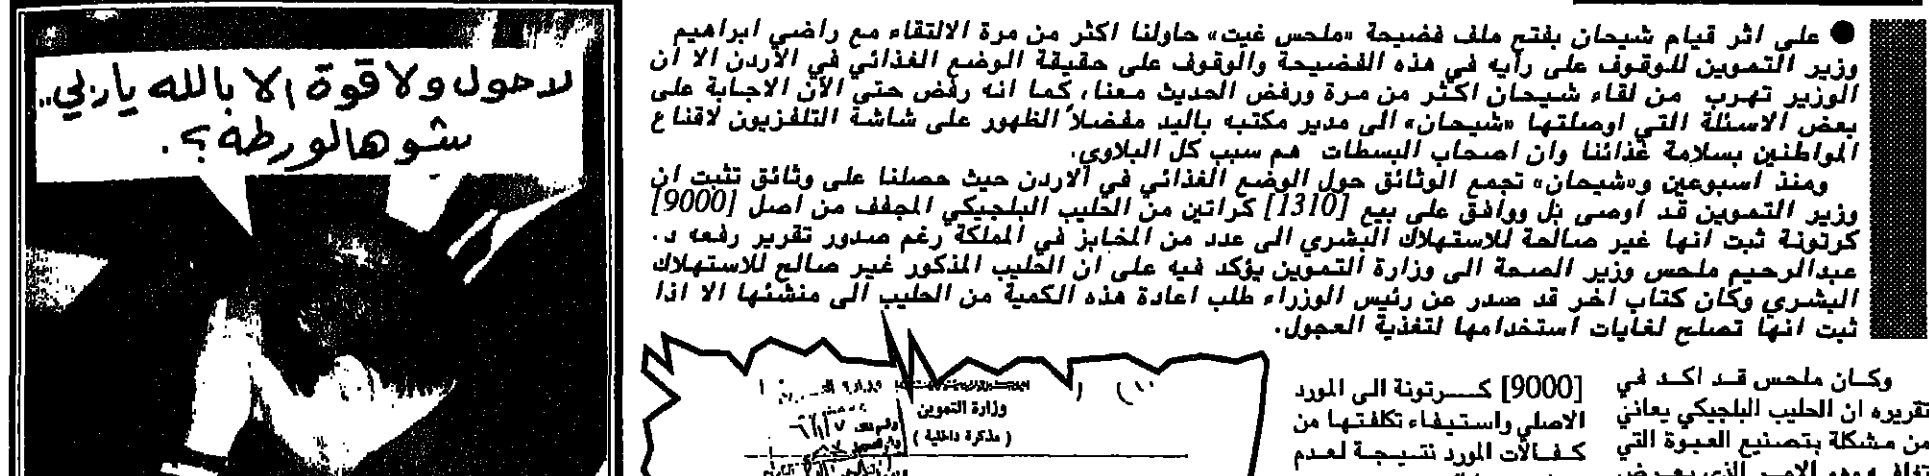 ● على اثر قيام شيحان بفتح ملف فضيحة «ملحس غيت» حاولنا اكثر من مرة الالتقاء مع راضي ابراهيم
وزير التموين للوقوف على رأيه في هذه الفضيحة والوقوف على حقيقة الوضع الغذائي في الأردن الا ان
الوزير تهرب من لقاء شيحان اكثر من مرة ورفض الحديث معنا، كما انه رفض حتى الآن الاجابة على
بعض الاسئلة التي اوصلتها «شيحان» الى مدير مكتبه باليد مفضلاً الظهور على شاشة التلفزيون لاقناع
المواطنين بسلامة غذائنا وان اصحاب البسطات هم سبب كل البلاوي.
ومنذ اسبوعين و«شيحان» تجمع الوثائق حول الوضع الغذائي في الاردن حيث حصلنا على وثائق تثبت ان
وزير التموين قد اوصى بل ووافق على بيع [1310] كراتين من الحليب البلجيكي المجفف من اصل [9000]
كرتونة ثبت انها غير صالحة للاستهلاك البشري الى عدد من المخابز في المملكة رغم صدور تقرير رفعه د.
عبدالرحيم ملحس وزير الصحة الى وزارة التموين يؤكد فيه على ان الحليب المذكور غير صالح للاستهلاك
البشري وكان كتاب اخر قد صدر عن رئيس الوزراء طلب اعادة هذه الكمية من الحليب الى منشئها الا اذا
ثبت انها تصلح لغايات استخدامها لتغذية العجول.
وكان ملحس قد اكد في
تقريره ان الحليب البلجيكي يعاني
من مشكلة بتصنيع العبوة التي
[9000] كرتونة الى المورد
الاصلي واستيفاء تكلفتها من
كفالات المورد نتيجة لعدم
وزارة التموين
( مذكرة داخلية )
لا حول ولا قوة الا بالله يا ربي..
شو هالورطه ؟.